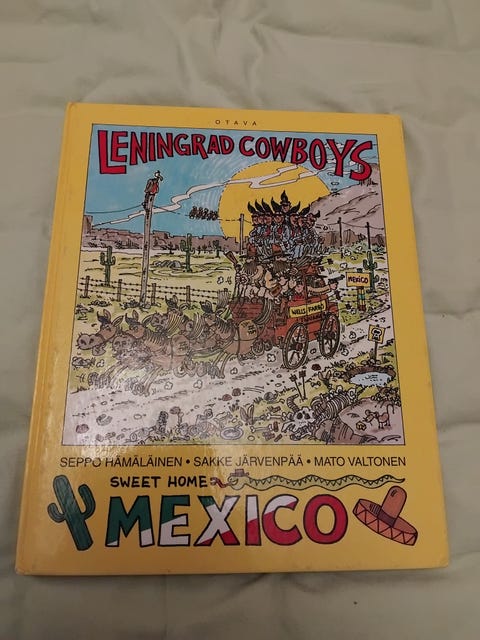 OTAVA
LENINGRAD COWBOYS
MEXICO
WELLS FARGO
SEPPO HÄMÄLÄINEN • SAKKE JÄRVENPÄÄ • MATO VALTONEN
SWEET HOME
MEXICO